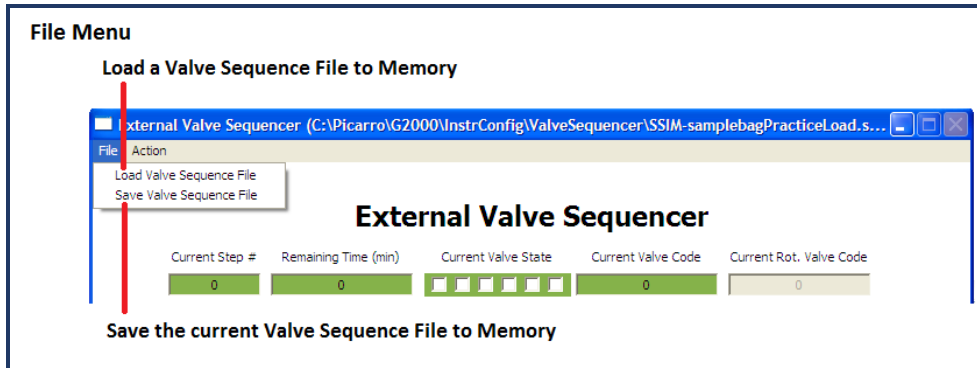 File Menu
Load a Valve Sequence File to Memory
External Valve Sequencer (C:\Picarro\G2000\InstrConfig\ValveSequencer\SSIM-samplebagPracticeLoad.s...
File Action
Load Valve Sequence File
Save Valve Sequence File
External Valve Sequencer
Current Step # Remaining Time (min) Current Valve State Current Valve Code Current Rot. Valve Code
0 0 0 0
Save the current Valve Sequence File to Memory